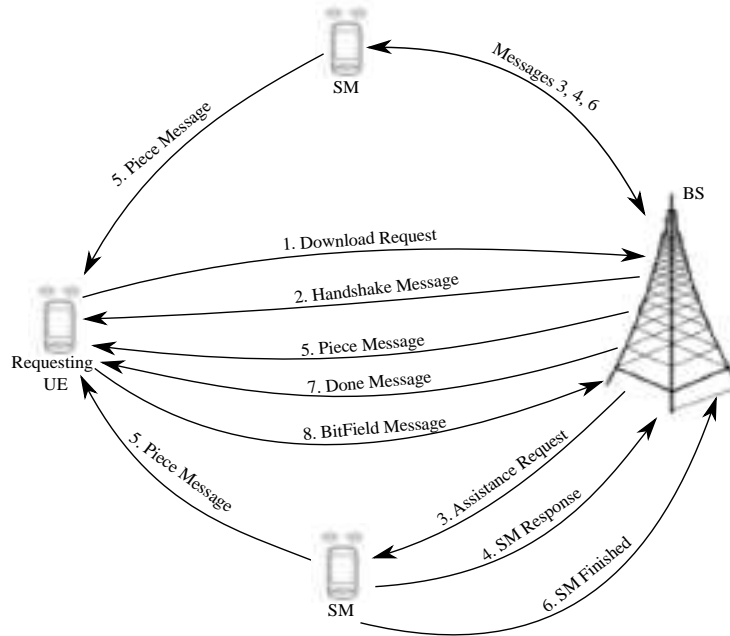 SM
Messages 3, 4, 6
5. Piece Message
BS
1. Download Request
2. Handshake Message
5. Piece Message
Requesting
UE
7. Done Message
8. BitField Message
5. Piece Message
3. Assistance Request
4. SM Response
6. SM Finished
SM